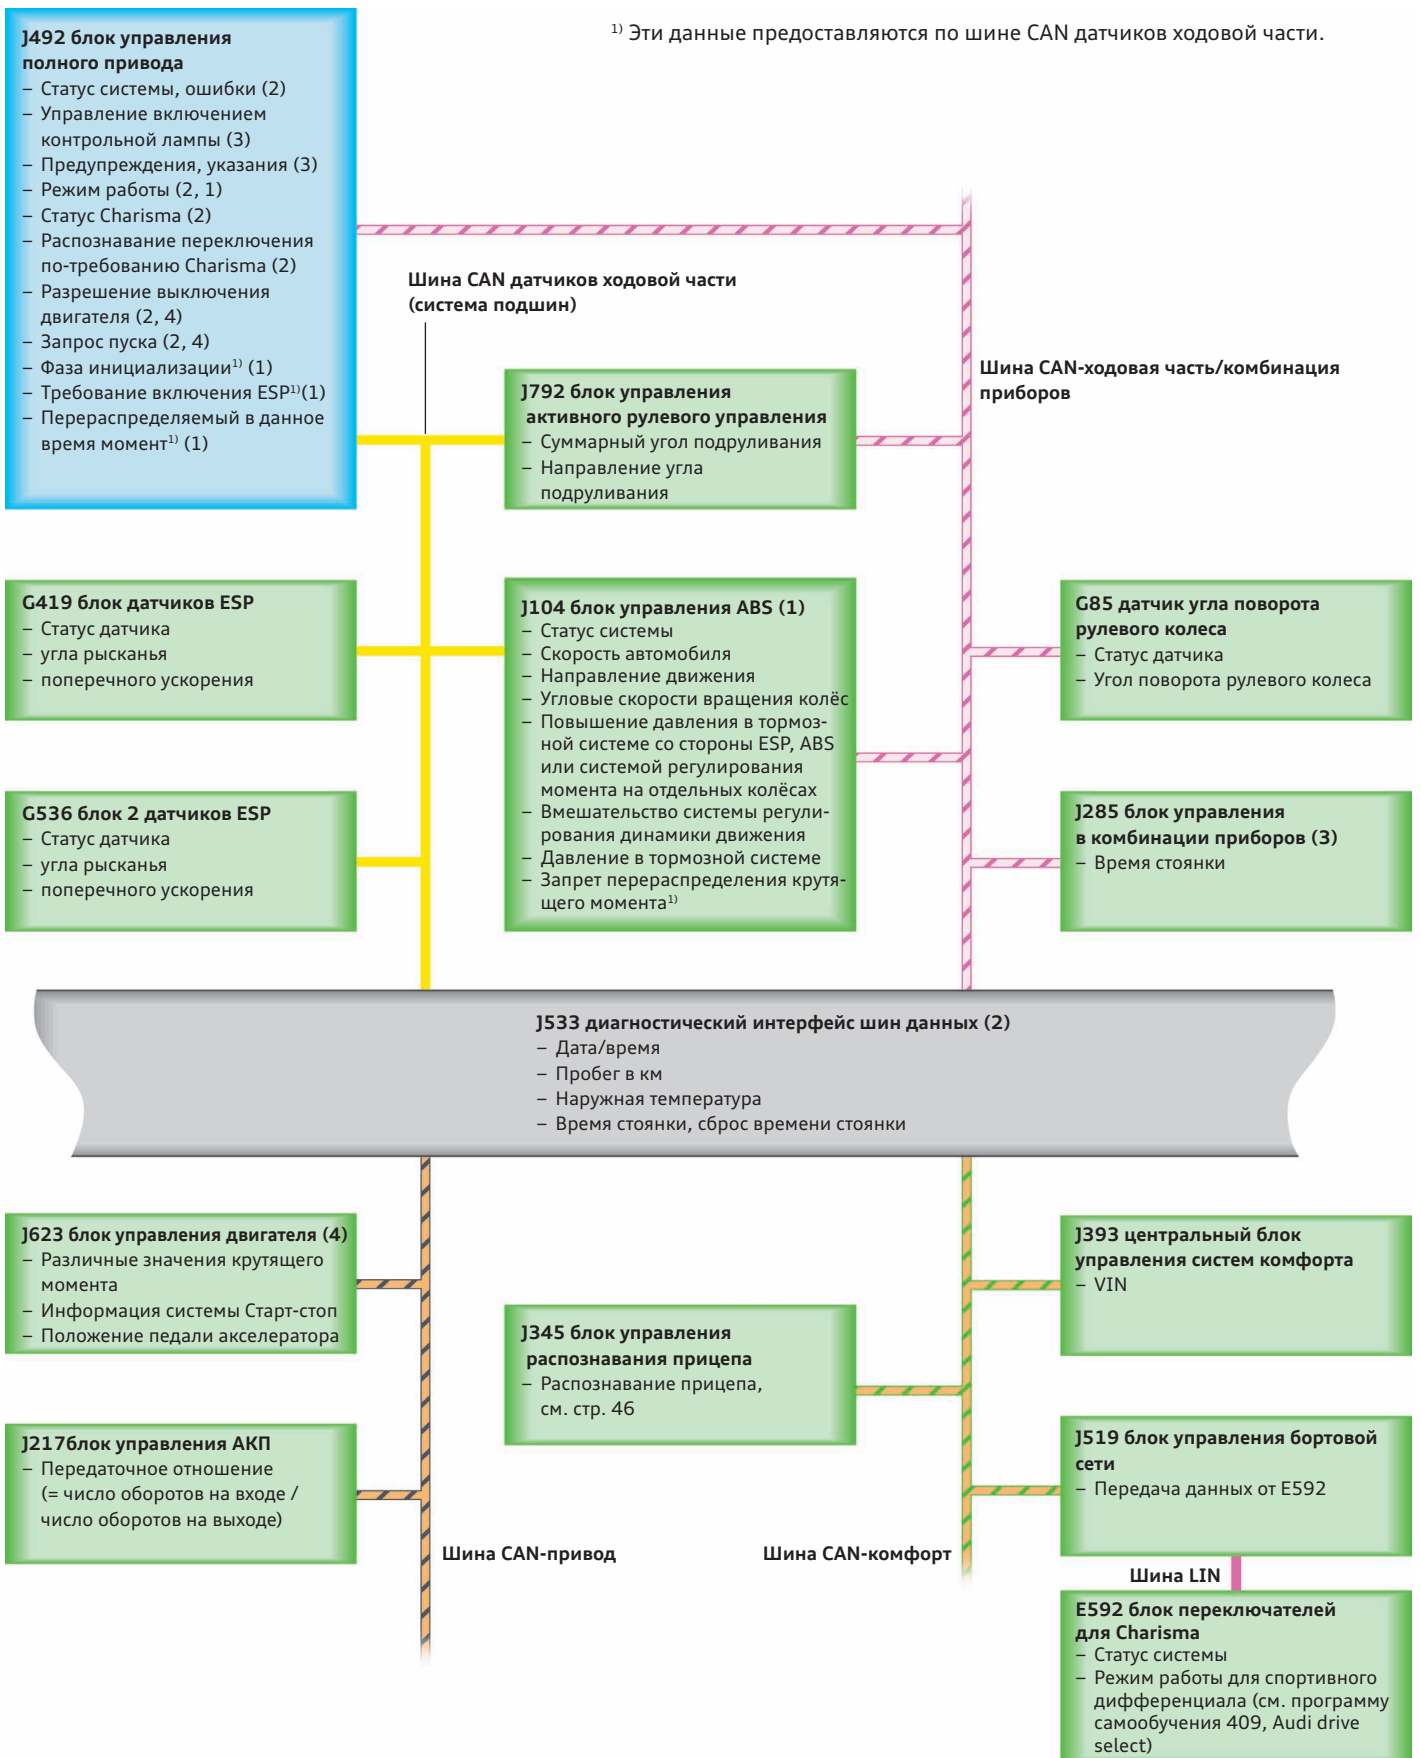 J492 блок управления
полного привода
– Статус системы, ошибки (2)
– Управление включением
контрольной лампы (3)
– Предупреждения, указания (3)
– Режим работы (2, 1)
– Статус Charisma (2)
– Распознавание переключения
по-требованию Charisma (2)
– Разрешение выключения
двигателя (2, 4)
– Запрос пуска (2, 4)
– Фаза инициализации¹⁾ (1)
– Требование включения ESP¹⁾(1)
– Перераспределяемый в данное
время момент¹⁾ (1)
¹⁾ Эти данные предоставляются по шине CAN датчиков ходовой части.
Шина CAN датчиков ходовой части
(система подшин)
Шина CAN-ходовая часть/комбинация
приборов
J792 блок управления
активного рулевого управления
– Суммарный угол подруливания
– Направление угла
подруливания
G419 блок датчиков ESP
– Статус датчика
– угла рысканья
– поперечного ускорения
J104 блок управления ABS (1)
– Статус системы
– Скорость автомобиля
– Направление движения
– Угловые скорости вращения колёс
– Повышение давления в тормоз-
ной системе со стороны ESP, ABS
или системой регулирования
момента на отдельных колёсах
– Вмешательство системы регули-
рования динамики движения
– Давление в тормозной системе
– Запрет перераспределения крутя-
щего момента¹⁾
G85 датчик угла поворота
рулевого колеса
– Статус датчика
– Угол поворота рулевого колеса
G536 блок 2 датчиков ESP
– Статус датчика
– угла рысканья
– поперечного ускорения
J285 блок управления
в комбинации приборов (3)
– Время стоянки
J533 диагностический интерфейс шин данных (2)
– Дата/время
– Пробег в км
– Наружная температура
– Время стоянки, сброс времени стоянки
J623 блок управления двигателя (4)
– Различные значения крутящего
момента
– Информация системы Старт-стоп
– Положение педали акселератора
J393 центральный блок
управления систем комфорта
– VIN
J345 блок управления
распознавания прицепа
– Распознавание прицепа,
см. стр. 46
J217блок управления АКП
– Передаточное отношение
(= число оборотов на входе /
число оборотов на выходе)
J519 блок управления бортовой
сети
– Передача данных от E592
Шина CAN-привод
Шина CAN-комфорт
Шина LIN
E592 блок переключателей
для Charisma
– Статус системы
– Режим работы для спортивного
дифференциала (см. программу
самообучения 409, Audi drive
select)